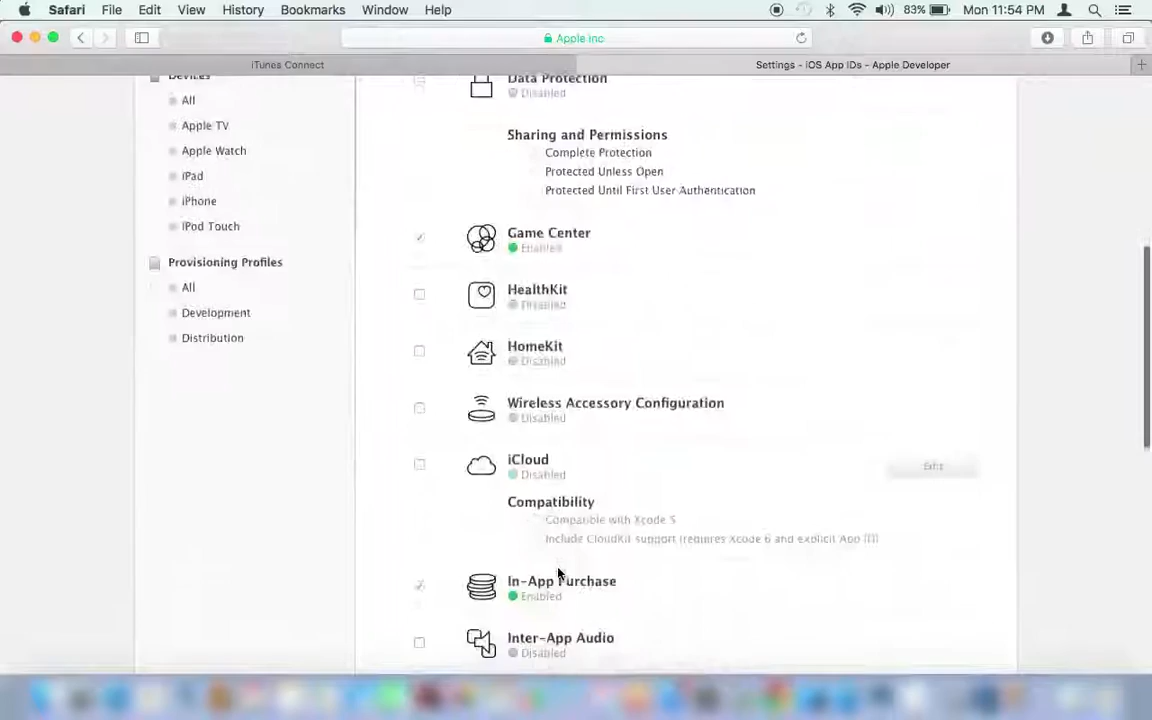 Safari File Edit View History Bookmarks Window Help 83% Mon 11:54 PM
Apple Inc
iTunes Connect Settings - iOS App IDs - Apple Developer
Devices
All
Apple TV
Apple Watch
iPad
iPhone
iPod Touch
Provisioning Profiles
All
Development
Distribution
Data Protection
Disabled
Sharing and Permissions
Complete Protection
Protected Unless Open
Protected Until First User Authentication
Game Center
Enabled
HealthKit
Disabled
HomeKit
Disabled
Wireless Accessory Configuration
Disabled
iCloud
Disabled
Edit
Compatibility
Compatible with Xcode 5
Include CloudKit support (requires Xcode 6 and explicit App ID)
In-App Purchase
Enabled
Inter-App Audio
Disabled